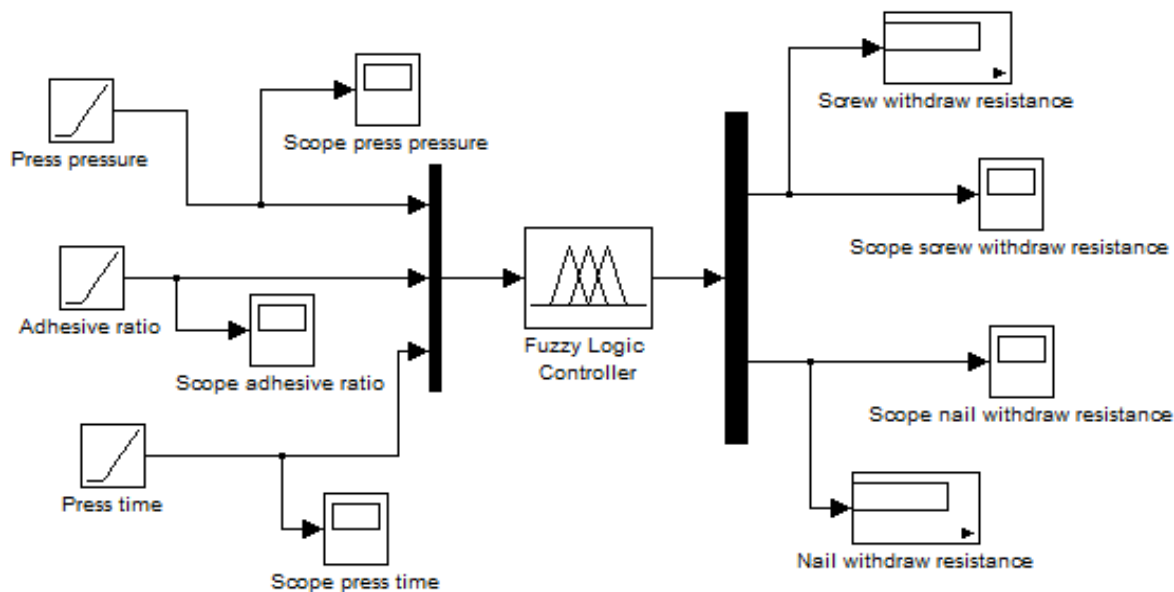 Press pressure
Scope press pressure
Adhesive ratio
Scope adhesive ratio
Press time
Scope press time
Fuzzy Logic
Controller
Screw withdraw resistance
Scope screw withdraw resistance
Scope nail withdraw resistance
Nail withdraw resistance